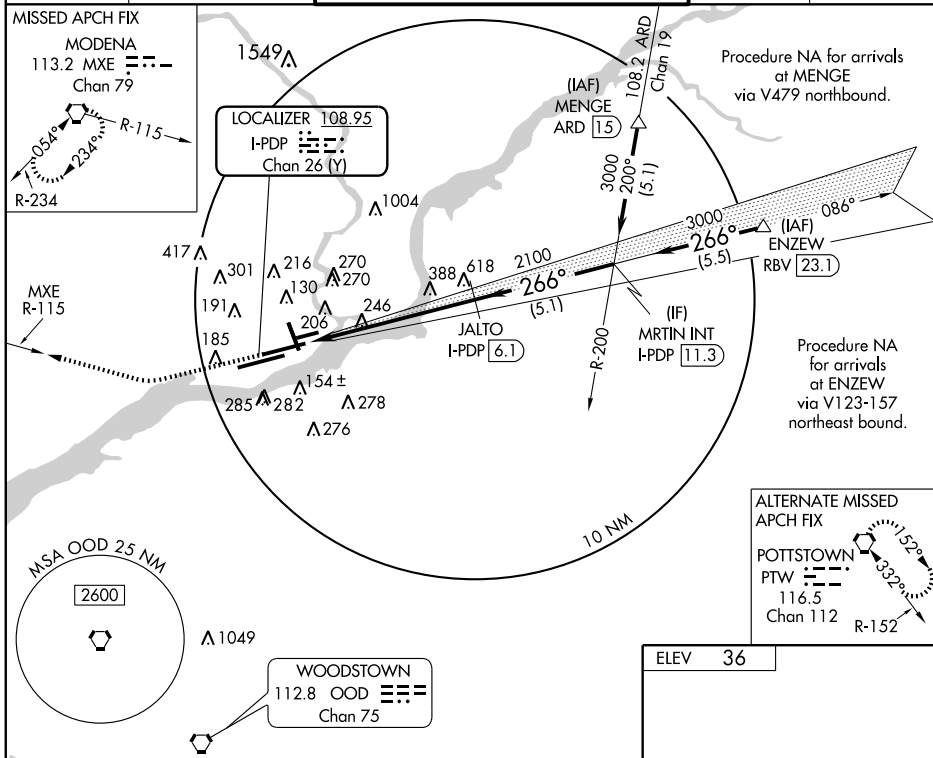 MISSED APCH FIX
MODENA
113.2 MXE
Chan 79
R-115
054°
234°
R-234
1549
LOCALIZER 108.95
I-PDP
Chan 26 (Y)
108.2 ARD
Chan 19
(IAF)
MENGE
ARD 15
Procedure NA for arrivals
at MENGE
via V479 northbound.
3000
200°
(5.1)
1004
3000
086°
266°
(5.5)
(IAF)
ENZEW
RBV 23.1
417
301
216
270
270
388
618
2100
266°
(5.1)
191
130
206
246
MXE
R-115
185
JALTO
I-PDP 6.1
(IF)
MRTIN INT
I-PDP 11.3
R-200
Procedure NA
for arrivals
at ENZEW
via V123-157
northeast bound.
154 ±
285
282
278
276
10 NM
ALTERNATE MISSED
APCH FIX
POTTSTOWN
PTW
116.5
Chan 112
152°
332°
R-152
MSA OOD 25 NM
2600
1049
WOODSTOWN
112.8 OOD
Chan 75
ELEV 36